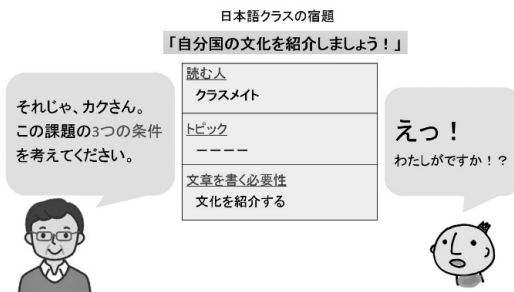 日本語クラスの宿題
「自分国の文化を紹介しましょう！」
それじゃ、カクさん。
この課題の3つの条件
を考えてください。
読む人
クラスメイト
トピック
ーーーー
文章を書く必要性
文化を紹介する
えっ！
わたしがですか！？